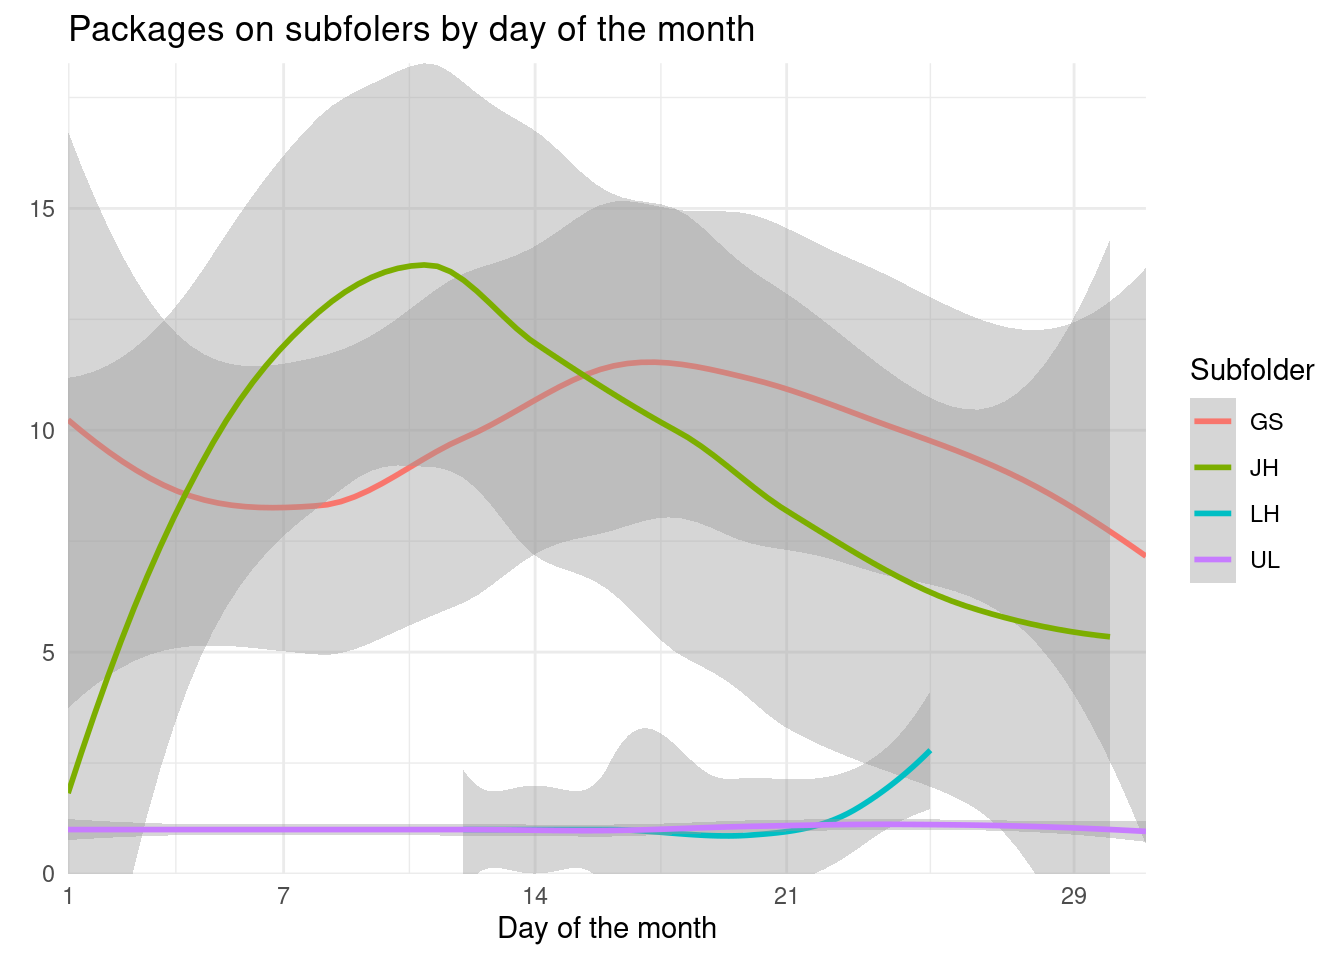 Packages on subfolers by day of the month
15
10
5
0
1 7 14 21 29
Day of the month
Subfolder
GS
JH
LH
UL